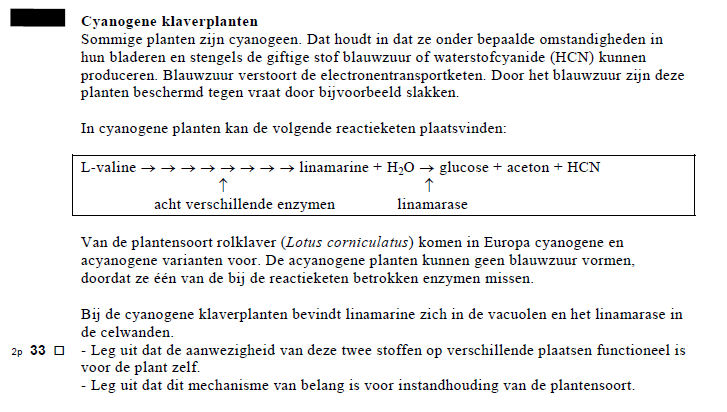 Cyanogene klaverplanten
Sommige planten zijn cyanogeen. Dat houdt in dat ze onder bepaalde omstandigheden in
hun bladeren en stengels de giftige stof blauwzuur of waterstofcyanide (HCN) kunnen
produceren. Blauwzuur verstoort de electronentransportketen. Door het blauwzuur zijn deze
planten beschermd tegen vraat door bijvoorbeeld slakken.
In cyanogene planten kan de volgende reactieketen plaatsvinden:
L-valine → → → → → → → → linamarine + H₂O → glucose + aceton + HCN
↑ ↑
acht verschillende enzymen linamarase
Van de plantensoort rolklaver (Lotus corniculatus) komen in Europa cyanogene en
acyanogene varianten voor. De acyanogene planten kunnen geen blauwzuur vormen,
doordat ze één van de bij de reactieketen betrokken enzymen missen.
Bij de cyanogene klaverplanten bevindt linamarine zich in de vacuolen en het linamarase in
de celwanden.
2p 33 □ - Leg uit dat de aanwezigheid van deze twee stoffen op verschillende plaatsen functioneel is
voor de plant zelf.
- Leg uit dat dit mechanisme van belang is voor instandhouding van de plantensoort.